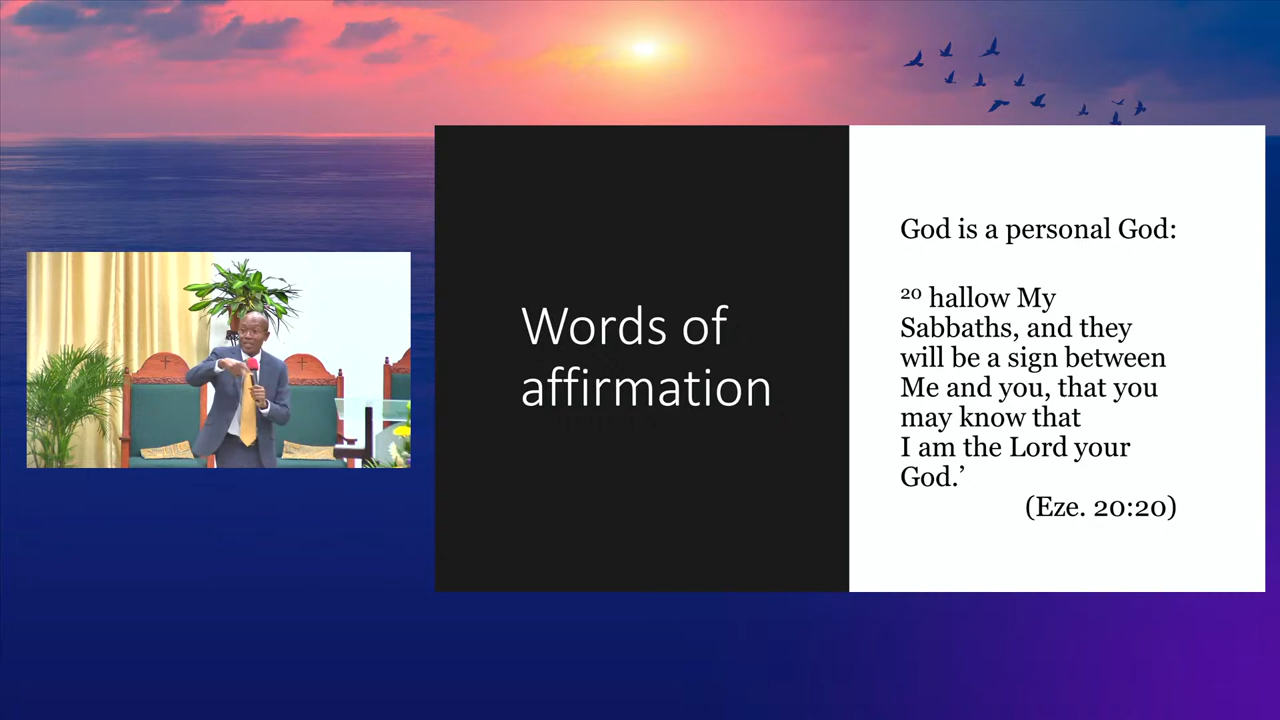 Words of
affirmation
God is a personal God:
20 hallow My
Sabbaths, and they
will be a sign between
Me and you, that you
may know that
I am the Lord your
God.’
(Eze. 20:20)